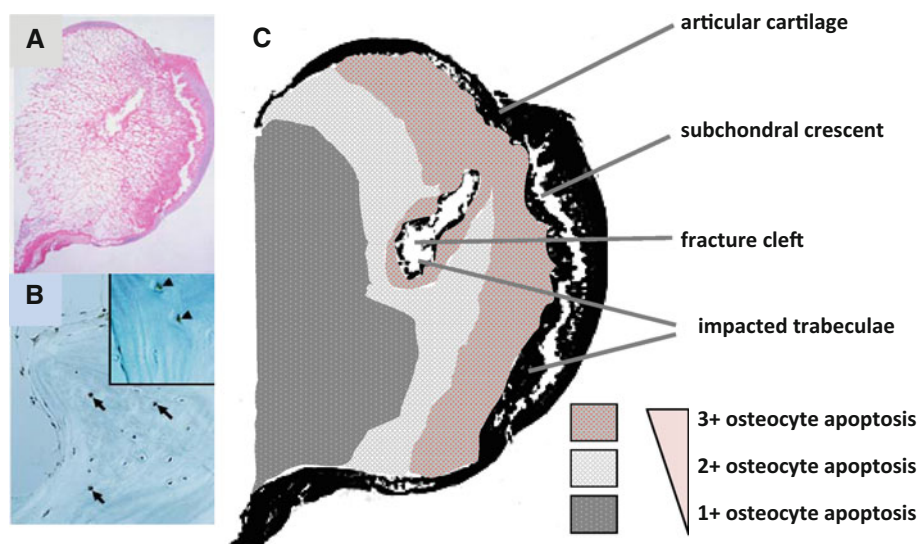 A
B
C
articular cartilage
subchondral crescent
fracture cleft
impacted trabeculae
3+ osteocyte apoptosis
2+ osteocyte apoptosis
1+ osteocyte apoptosis